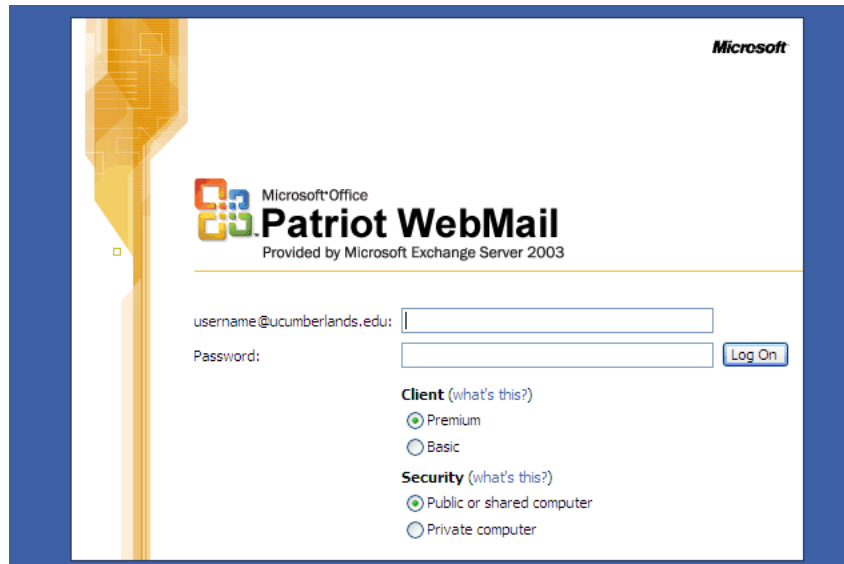 Microsoft
Microsoft Office
Patriot WebMail
Provided by Microsoft Exchange Server 2003
username@ucumberlands.edu:
Password:
Log On
Client (what's this?)
Premium
Basic
Security (what's this?)
Public or shared computer
Private computer